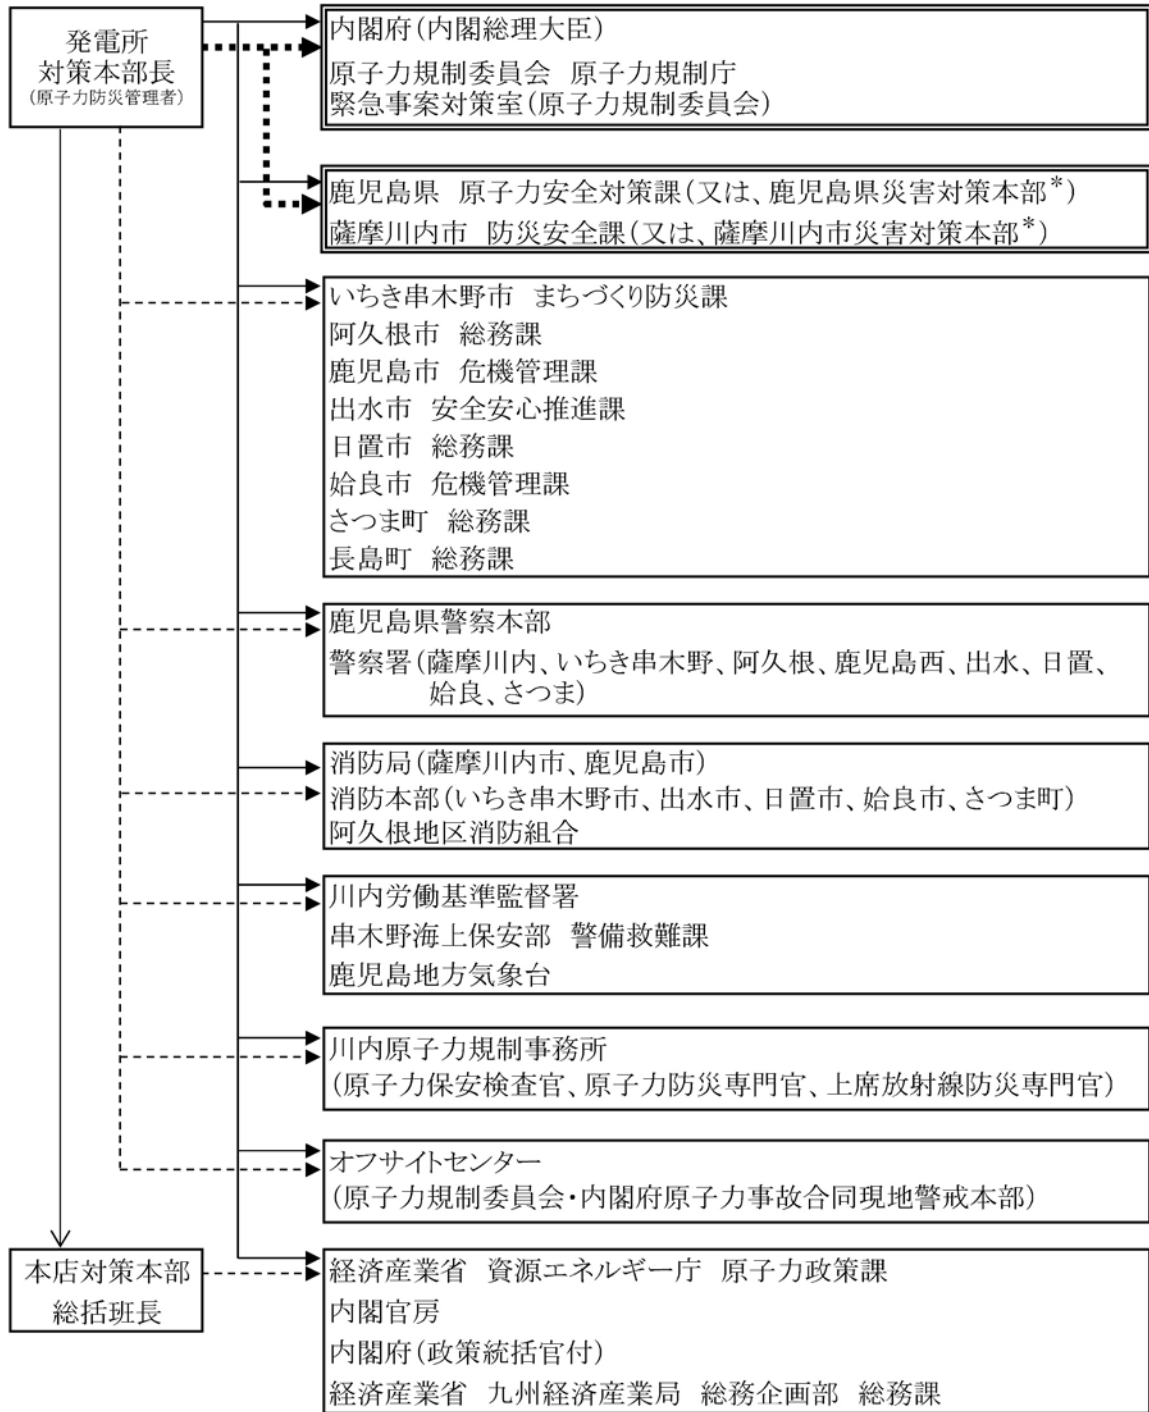 発電所
対策本部長
(原子力防災管理者)
内閣府(内閣総理大臣)
原子力規制委員会 原子力規制庁
緊急事案対策室(原子力規制委員会)
鹿児島県 原子力安全対策課(又は、鹿児島県災害対策本部*)
薩摩川内市 防災安全課(又は、薩摩川内市災害対策本部*)
いちき串木野市 まちづくり防災課
阿久根市 総務課
鹿児島市 危機管理課
出水市 安全安心推進課
日置市 総務課
姶良市 危機管理課
さつま町 総務課
長島町 総務課
鹿児島県警察本部
警察署(薩摩川内、いちき串木野、阿久根、鹿児島西、出水、日置、
姶良、さつま)
消防局(薩摩川内市、鹿児島市)
消防本部(いちき串木野市、出水市、日置市、姶良市、さつま町)
阿久根地区消防組合
川内労働基準監督署
串木野海上保安部 警備救難課
鹿児島地方気象台
川内原子力規制事務所
(原子力保安検査官、原子力防災専門官、上席放射線防災専門官)
オフサイトセンター
(原子力規制委員会・内閣府原子力事故合同現地警戒本部)
本店対策本部
総括班長
経済産業省 資源エネルギー庁 原子力政策課
内閣官房
内閣府(政策統括官付)
経済産業省 九州経済産業局 総務企画部 総務課